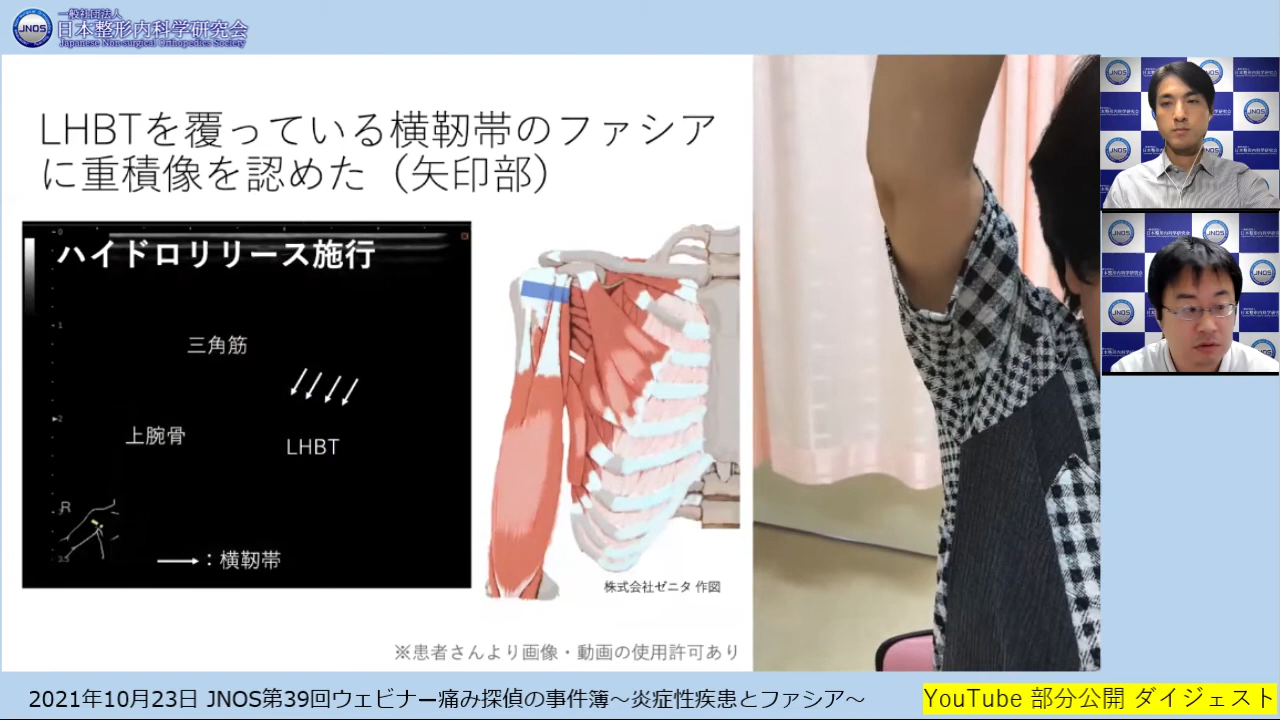 一般社団法人
JNOS 日本整形内科学研究会
Japanese Non-surgical Orthopedics Society
LHBTを覆っている横靭帯のファシア
に重積像を認めた（矢印部）
ハイドロリリース施行
三角筋
上腕骨
LHBT
R
：横靭帯
0
1
2
3.5
株式会社ゼニタ 作図
※患者さんより画像・動画の使用許可あり
2021年10月23日 JNOS第39回ウェビナー痛み探偵の事件簿～炎症性疾患とファシア～
YouTube 部分公開 ダイジェスト